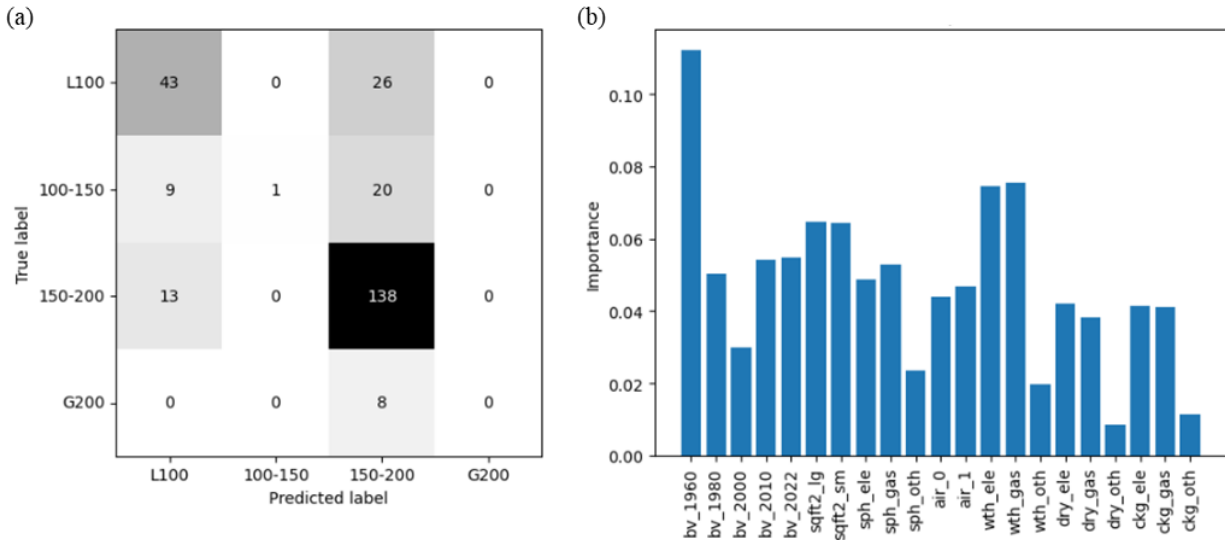 (a)
True label
L100
43 0 26 0
100-150
9 1 20 0
150-200
13 0 138 0
G200
0 0 8 0
L100 100-150 150-200 G200
Predicted label
(b)
Importance
0.10
0.08
0.06
0.04
0.02
0.00
bv_1960
bv_1980
bv_2000
bv_2010
bv_2022
sqft2_lg
sqft2_sm
sph_ele
sph_gas
sph_oth
air_0
air_1
wth_ele
wth_gas
wth_oth
dry_ele
dry_gas
dry_oth
ckg_ele
ckg_gas
ckg_oth